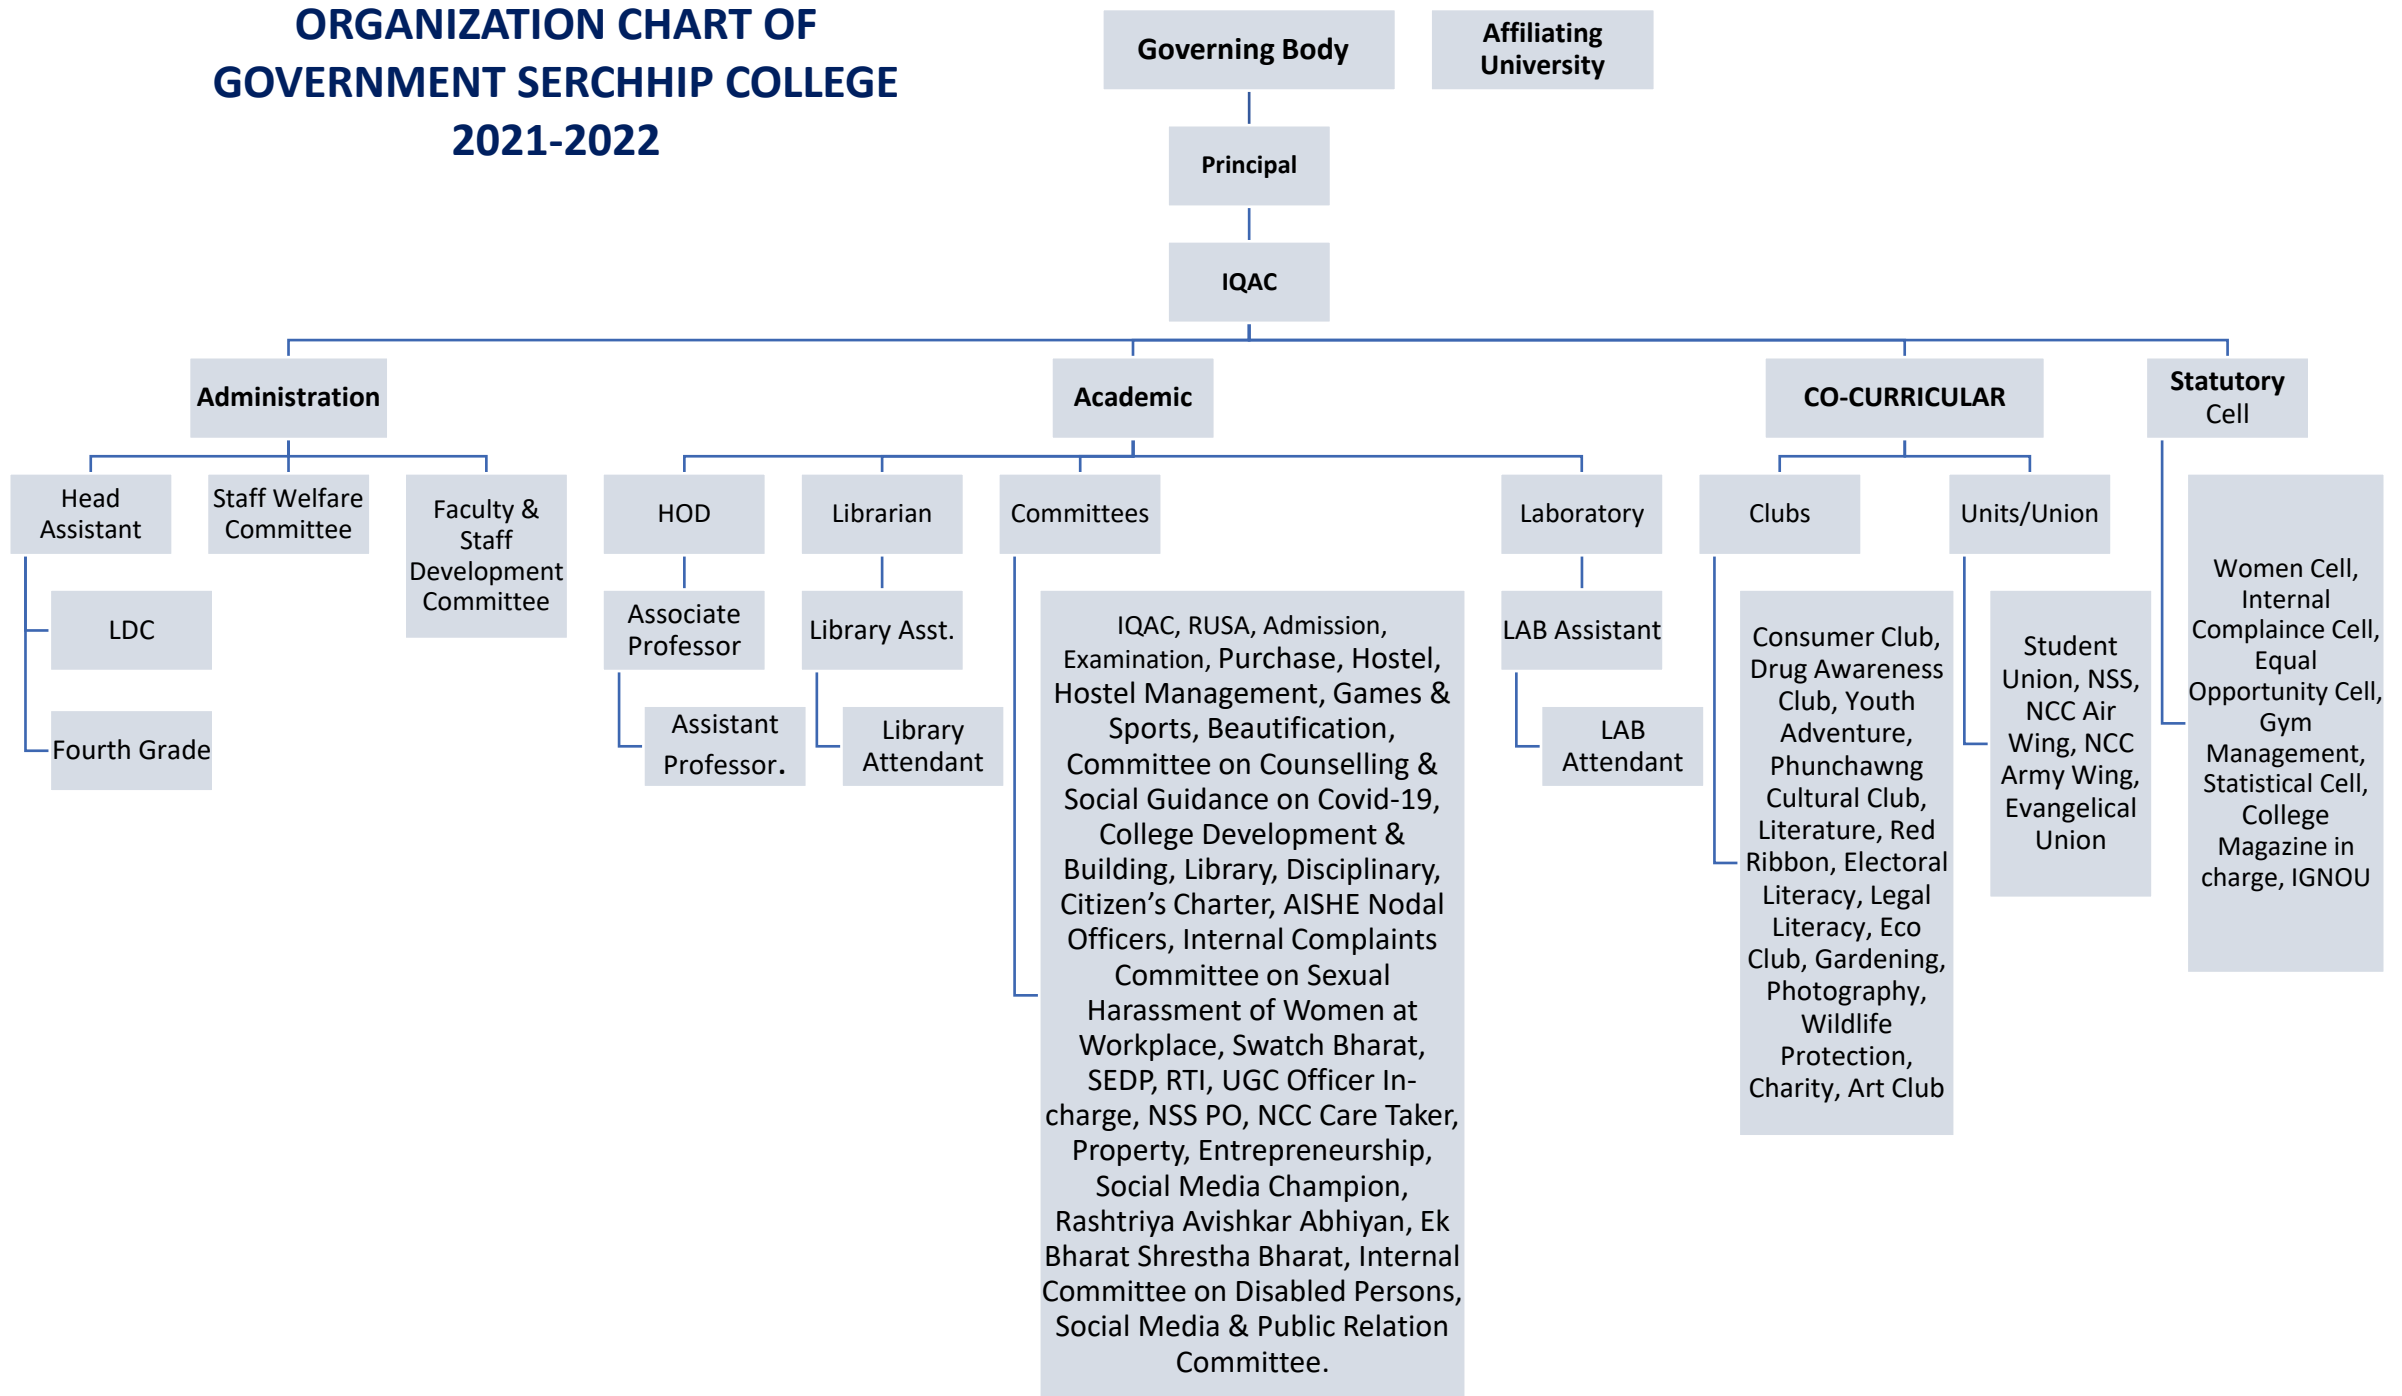 ORGANIZATION CHART OF
GOVERNMENT SERCHHIP COLLEGE
2021-2022
Governing Body
Affiliating
University
Principal
IQAC
Administration
Academic
CO-CURRICULAR
Statutory
Cell
Head
Assistant
Staff Welfare
Committee
Faculty &
Staff
Development
Committee
HOD
Librarian
Committees
Laboratory
Clubs
Units/Union
LDC
Fourth Grade
Associate
Professor
Assistant
Professor.
Library Asst.
Library
Attendant
IQAC, RUSA, Admission,
Examination, Purchase, Hostel,
Hostel Management, Games &
Sports, Beautification,
Committee on Counselling &
Social Guidance on Covid-19,
College Development &
Building, Library, Disciplinary,
Citizen’s Charter, AISHE Nodal
Officers, Internal Complaints
Committee on Sexual
Harassment of Women at
Workplace, Swatch Bharat,
SEDP, RTI, UGC Officer In-
charge, NSS PO, NCC Care Taker,
Property, Entrepreneurship,
Social Media Champion,
Rashtriya Avishkar Abhiyan, Ek
Bharat Shrestha Bharat, Internal
Committee on Disabled Persons,
Social Media & Public Relation
Committee.
LAB Assistant
LAB
Attendant
Consumer Club,
Drug Awareness
Club, Youth
Adventure,
Phunchawng
Cultural Club,
Literature, Red
Ribbon, Electoral
Literacy, Legal
Literacy, Eco
Club, Gardening,
Photography,
Wildlife
Protection,
Charity, Art Club
Student
Union, NSS,
NCC Air
Wing, NCC
Army Wing,
Evangelical
Union
Women Cell,
Internal
Complaince Cell,
Equal
Opportunity Cell,
Gym
Management,
Statistical Cell,
College
Magazine in
charge, IGNOU